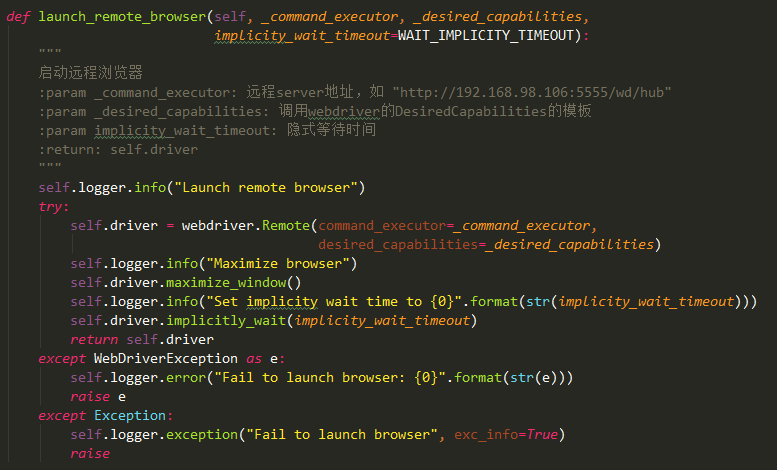 def launch_remote_browser(self, _command_executor, _desired_capabilities,
implicity_wait_timeout=WAIT_IMPLICITY_TIMEOUT):
"""
启动远程浏览器
:param _command_executor: 远程server地址，如 "http://192.168.98.106:5555/wd/hub"
:param _desired_capabilities: 调用webdriver的DesiredCapabilities的模板
:param implicity_wait_timeout: 隐式等待时间
:return: self.driver
"""
self.logger.info("Launch remote browser")
try:
self.driver = webdriver.Remote(command_executor=_command_executor,
desired_capabilities=_desired_capabilities)
self.logger.info("Maximize browser")
self.driver.maximize_window()
self.logger.info("Set implicity wait time to {0}".format(str(implicity_wait_timeout)))
self.driver.implicitly_wait(implicity_wait_timeout)
return self.driver
except WebDriverException as e:
self.logger.error("Fail to launch browser: {0}".format(str(e)))
raise e
except Exception:
self.logger.exception("Fail to launch browser", exc_info=True)
raise